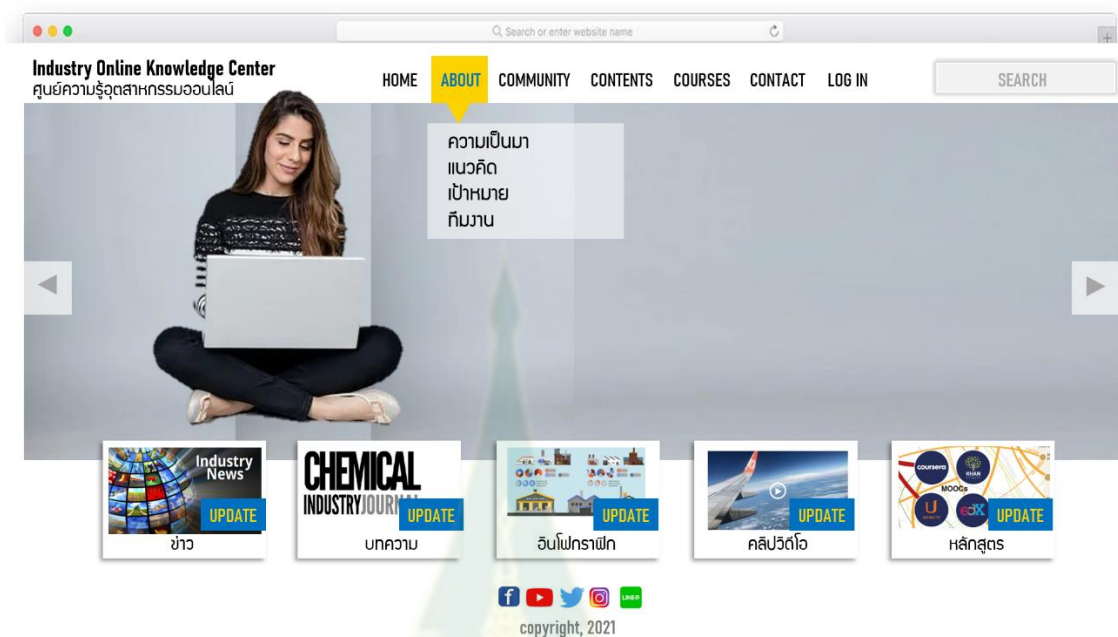 Search or enter website name
Industry Online Knowledge Center
ศูนย์ความรู้อุตสาหกรรมออนไลน์
HOME ABOUT COMMUNITY CONTENTS COURSES CONTACT LOG IN SEARCH
ความเป็นมา
แนวคิด
เป้าหมาย
ทีมงาน
Industry
News
UPDATE
ข่าว
CHEMICAL
INDUSTRY JOURN
UPDATE
บทความ
UPDATE
อินโฟกราฟิก
UPDATE
คลิปวิดีโอ
coursera
KHAN
MOOCs
U
edX
UPDATE
หลักสูตร
f
LINE@
copyright, 2021